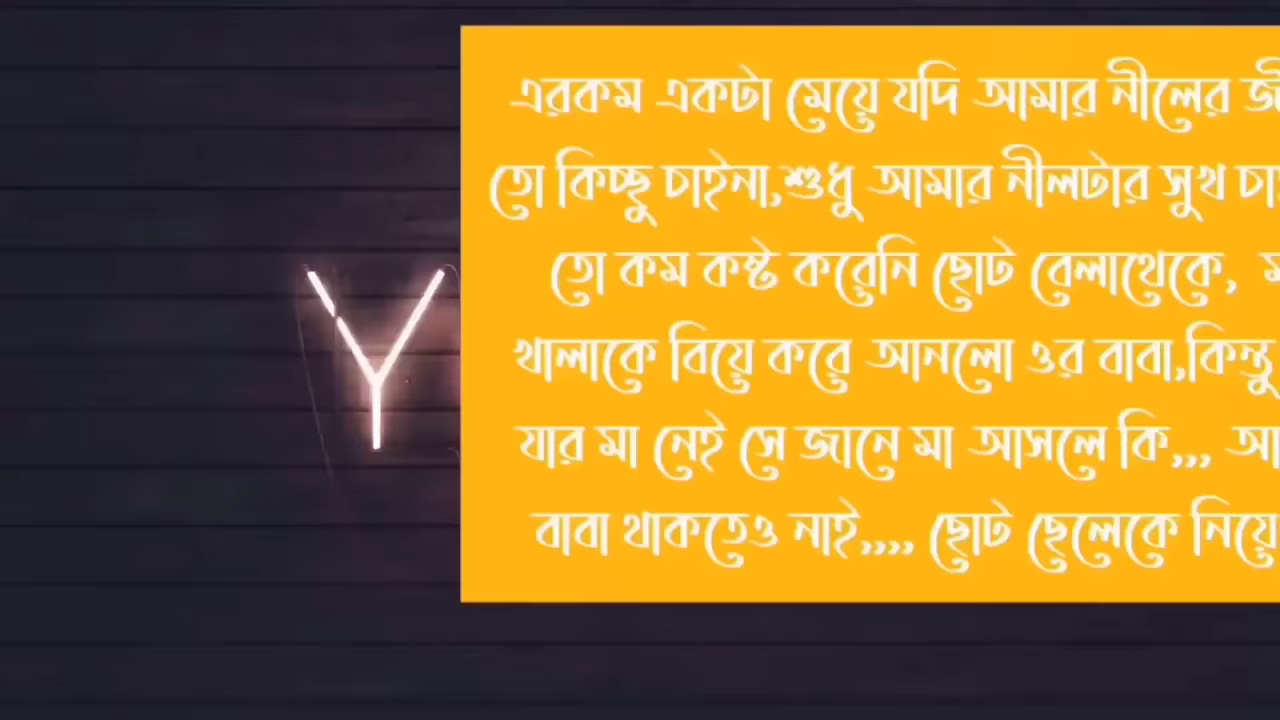 এরকম একটা মেয়ে যদি আমার নীলের
তো কিচ্ছু চাইনা,শুধু আমার নীলটার সুখ
Y
তো কম কষ্ট করেনি ছোট বেলাথেকে,
খালাকে বিয়ে করে আনলো ওর বাবা,কিন্তু
যার মা নেই সে জানে মা আসলে কি,,,
বাবা থাকতেও নাই,,,, ছোট ছেলেকে নিয়ে